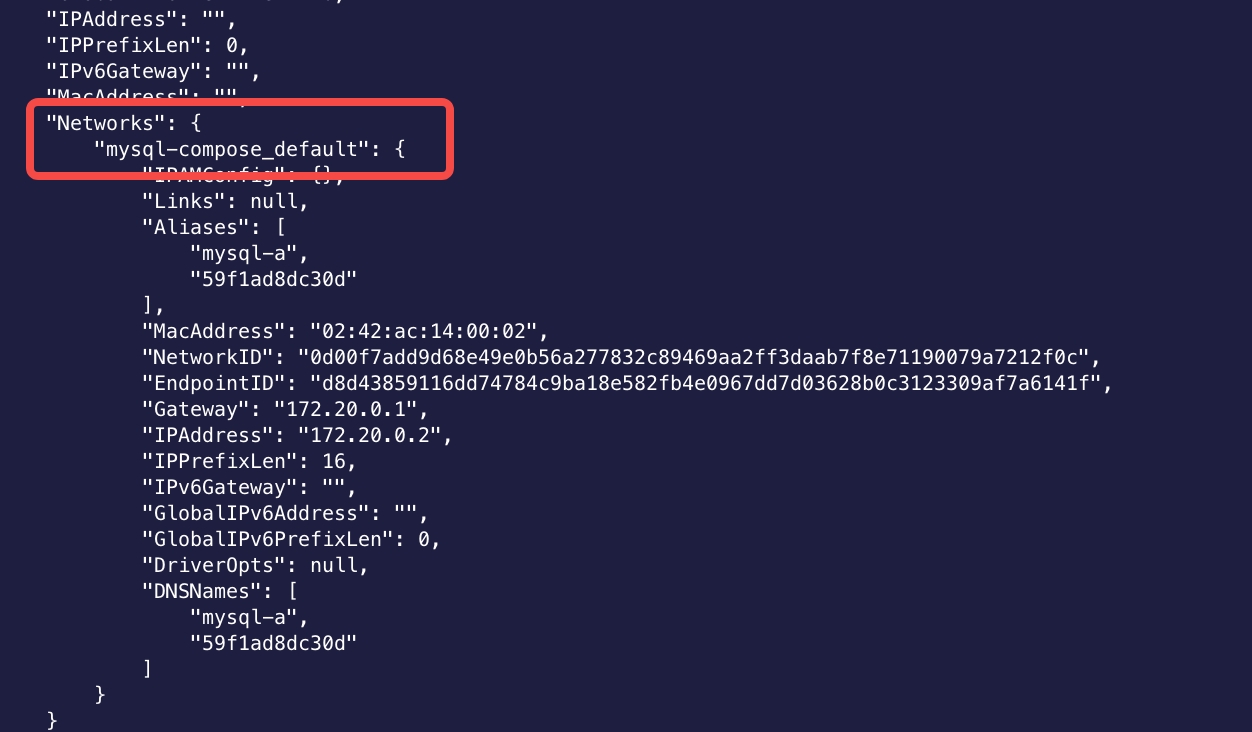 "IPAddress": "",
"IPPrefixLen": 0,
"IPv6Gateway": "",
"MacAddress": "",
"Networks": {
"mysql-compose_default": {
"IPAMConfig": {},
"Links": null,
"Aliases": [
"mysql-a",
"59f1ad8dc30d"
],
"MacAddress": "02:42:ac:14:00:02",
"NetworkID": "0d00f7add9d68e49e0b56a277832c89469aa2ff3daab7f8e71190079a7212f0c",
"EndpointID": "d8d43859116dd74784c9ba18e582fb4e0967dd7d03628b0c3123309af7a6141f",
"Gateway": "172.20.0.1",
"IPAddress": "172.20.0.2",
"IPPrefixLen": 16,
"IPv6Gateway": "",
"GlobalIPv6Address": "",
"GlobalIPv6PrefixLen": 0,
"DriverOpts": null,
"DNSNames": [
"mysql-a",
"59f1ad8dc30d"
]
}
}